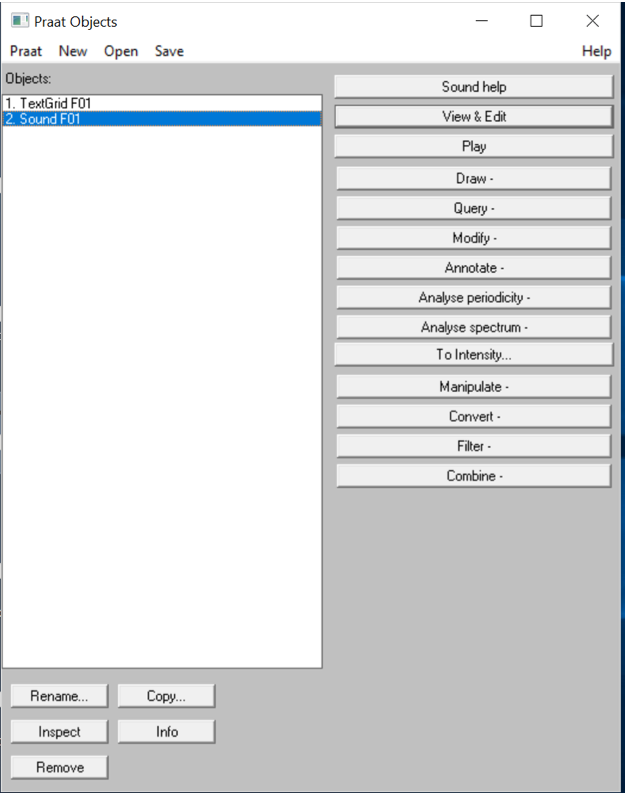 Praat Objects
Praat New Open Save Help
Objects:
1. TextGrid F01
2. Sound F01
Sound help
View & Edit
Play
Draw -
Query -
Modify -
Annotate -
Analyse periodicity -
Analyse spectrum -
To Intensity...
Manipulate -
Convert -
Filter -
Combine -
Rename... Copy...
Inspect Info
Remove